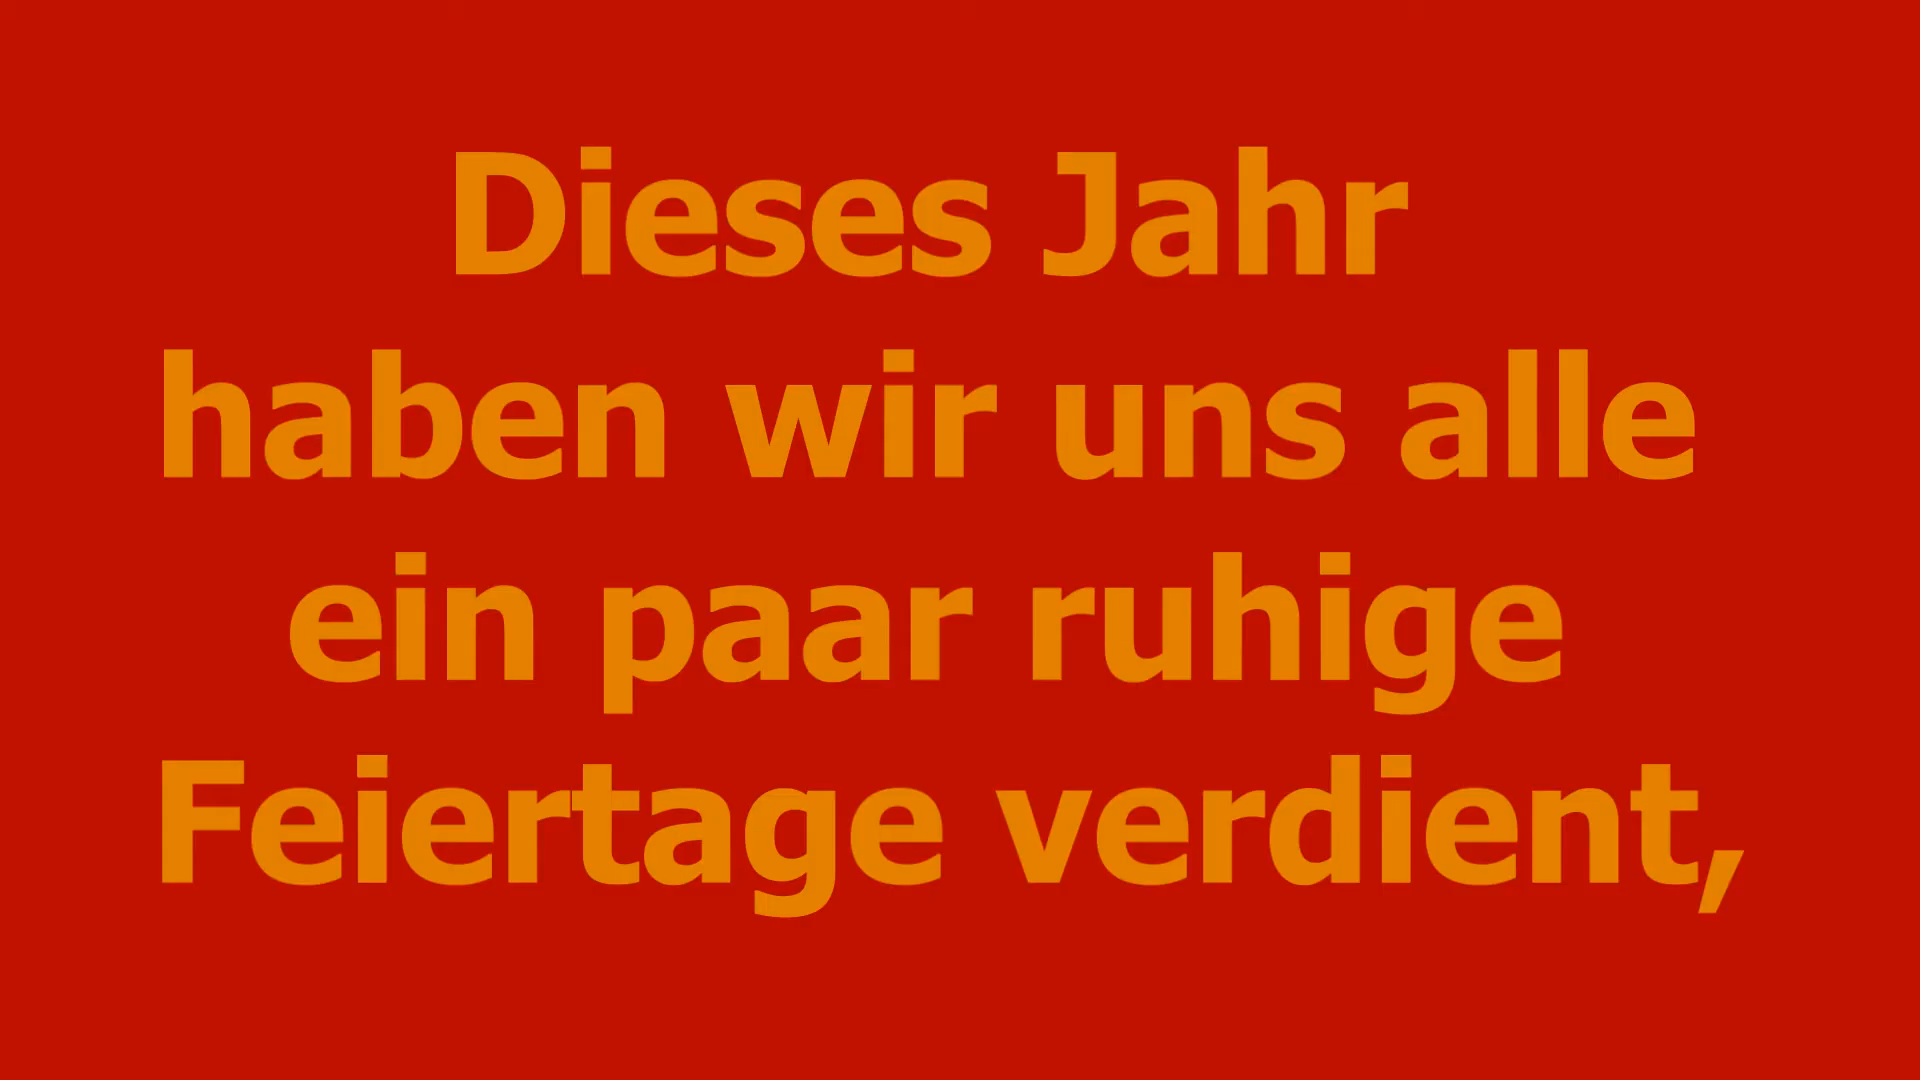 Dieses Jahr
haben wir uns alle
ein paar ruhige
Feiertage verdient,